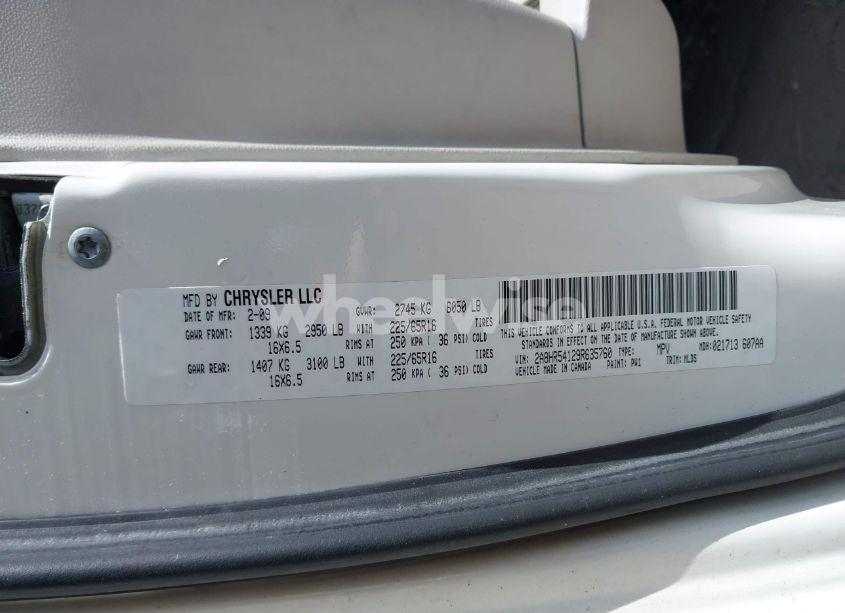 337
wheelwise
MFD BY CHRYSLER LLC
DATE OF MFR: 2-09 GVWR: 2745 KG 6050 LB
GAWR FRONT: 1339 KG 2950 LB WITH 225/65R16 TIRES
16X6.5 RIMS AT 250 KPA ( 36 PSI) COLD
GAWR REAR: 1407 KG 3100 LB WITH 225/65R16 TIRES
16X6.5 RIMS AT 250 KPA ( 36 PSI) COLD
THIS VEHICLE CONFORMS TO ALL APPLICABLE U.S.A. FEDERAL MOTOR VEHICLE SAFETY
STANDARDS IN EFFECT ON THE DATE OF MANUFACTURE SHOWN ABOVE
VIN: 2A8HR54129R635760 TYPE: MPV MDH: 021713 607AA
VEHICLE MADE IN CANADA PAINT: PW1 TRIM: MLDS